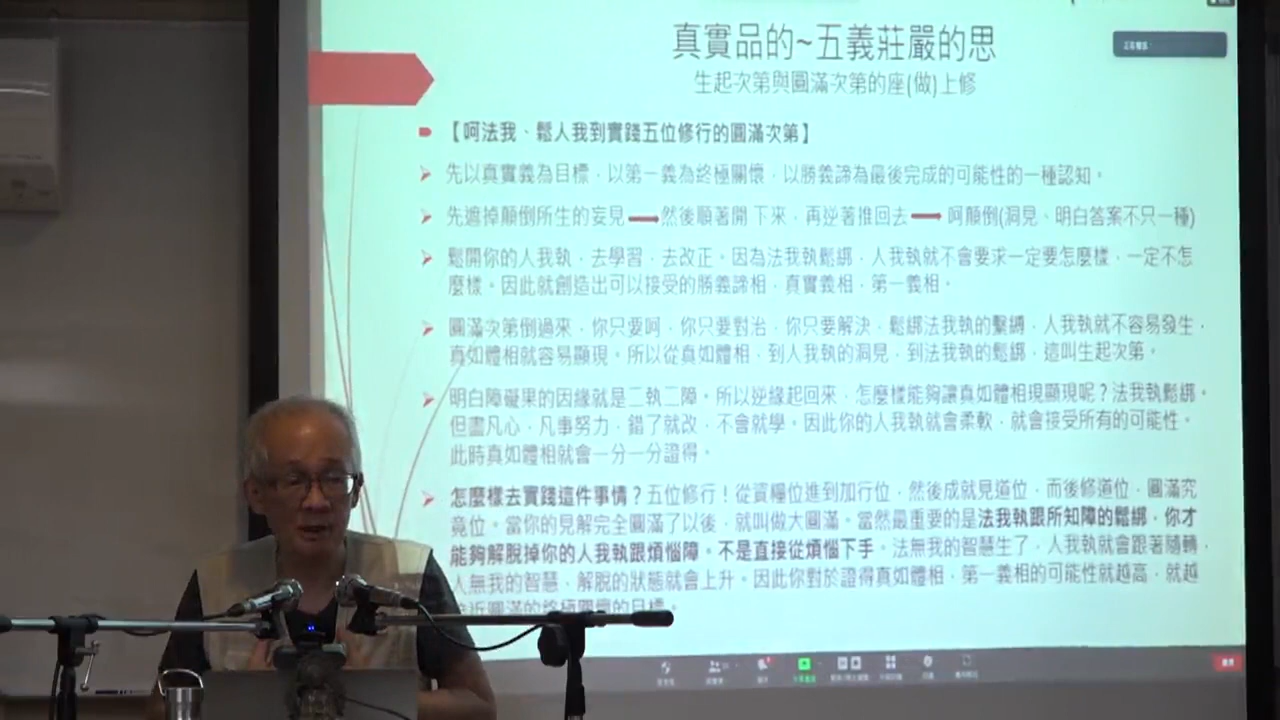 真實品的~五義莊嚴的思
生起次第與圓滿次第的座(做)上修
【呵法我、鬆人我到實踐五位修行的圓滿次第】
先以真實義為目標，以第一義為終極關懷，以勝義諦為最後完成的可能性的一種認知。
先遮掉顛倒所生的妄見 然後順著開下來，再逆著推回去 呵顛倒(洞見、明白答案不只一種)
鬆開你的人我執，去學習，去改正。因為法我執鬆綁，人我執就不會要求一定要怎麼樣，一定不怎
麼樣。因此就創造出可以接受的勝義諦相，真實義相，第一義相。
圓滿次第倒過來，你只要呵，你只要對治，你只要解決，鬆綁法我執的繫縛，人我執就不容易發生，
真如體相就容易顯現。所以從真如體相，到人我執的洞見，到法我執的鬆綁，這叫生起次第。
明白障礙果的因緣就是二執二障。所以逆緣起回來，怎麼樣能夠讓真如體相現顯現呢？法我執鬆綁。
但盡凡心，凡事努力，錯了就改，不會就學。因此你的人我執就會柔軟，就會接受所有的可能性。
此時真如體相就會一分一分證得。
怎麼樣去實踐這件事情？五位修行！從資糧位進到加行位，然後成就見道位，而後修道位，圓滿究
竟位。當你的見解完全圓滿了以後，就叫做大圓滿。當然最重要的是法我執跟所知障的鬆綁，你才
能夠解脫掉你的人我執跟煩惱障。不是直接從煩惱下手。法無我的智慧生了，人我執就會跟著隨轉，
人無我的智慧，解脫的狀態就會上升。因此你對於證得真如體相，第一義相的可能性就越高，就越
近圓滿的終極關懷的目標。